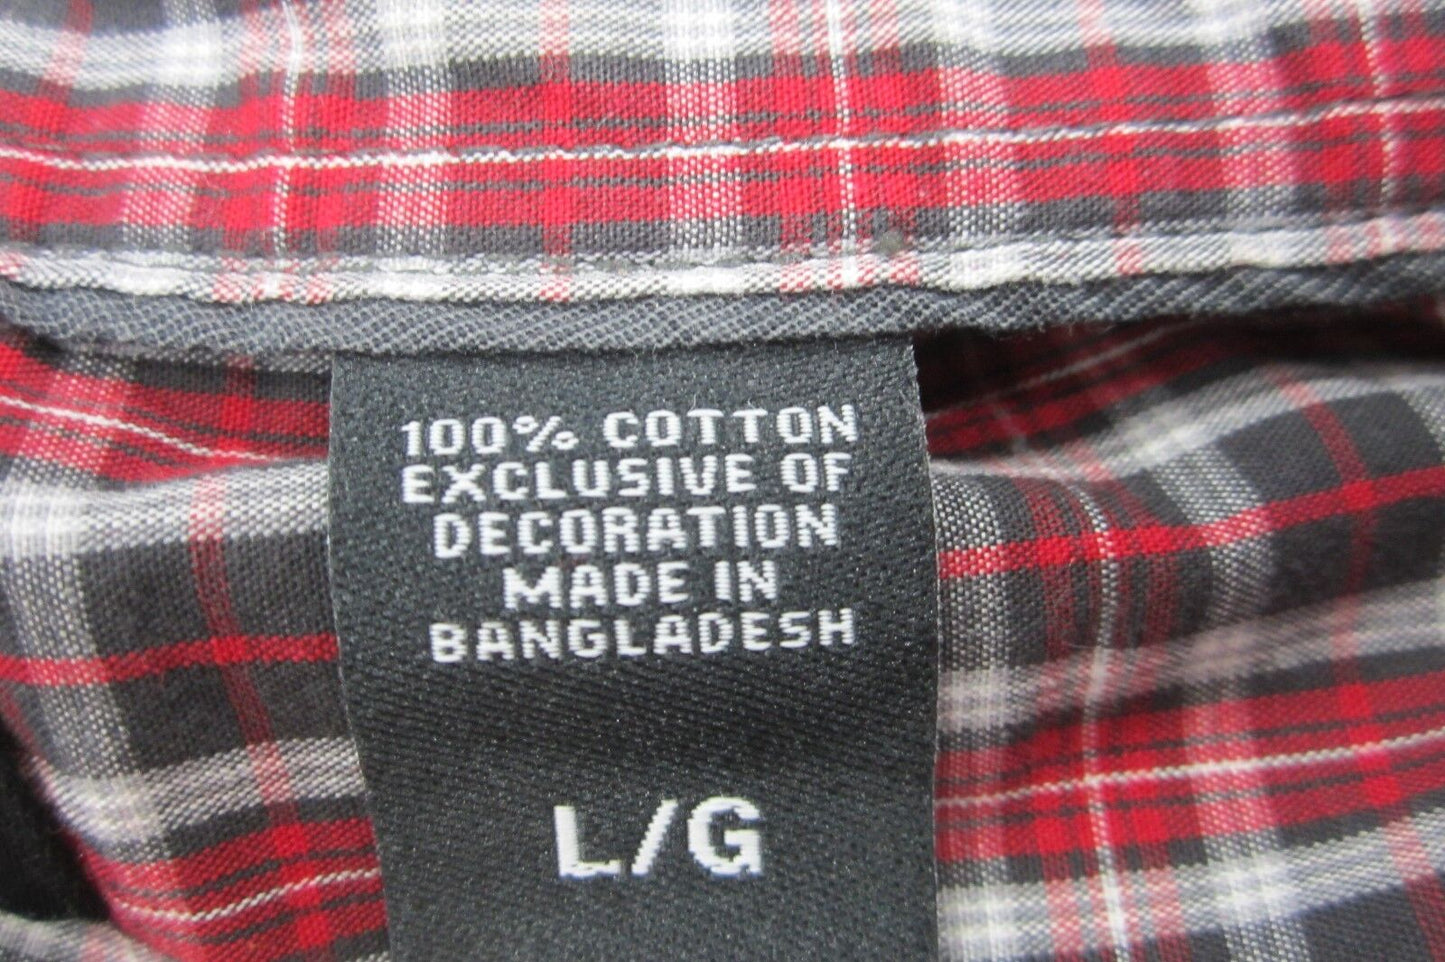 100% COTTON
EXCLUSIVE OF
DECORATION
MADE IN
BANGLADESH
L/G